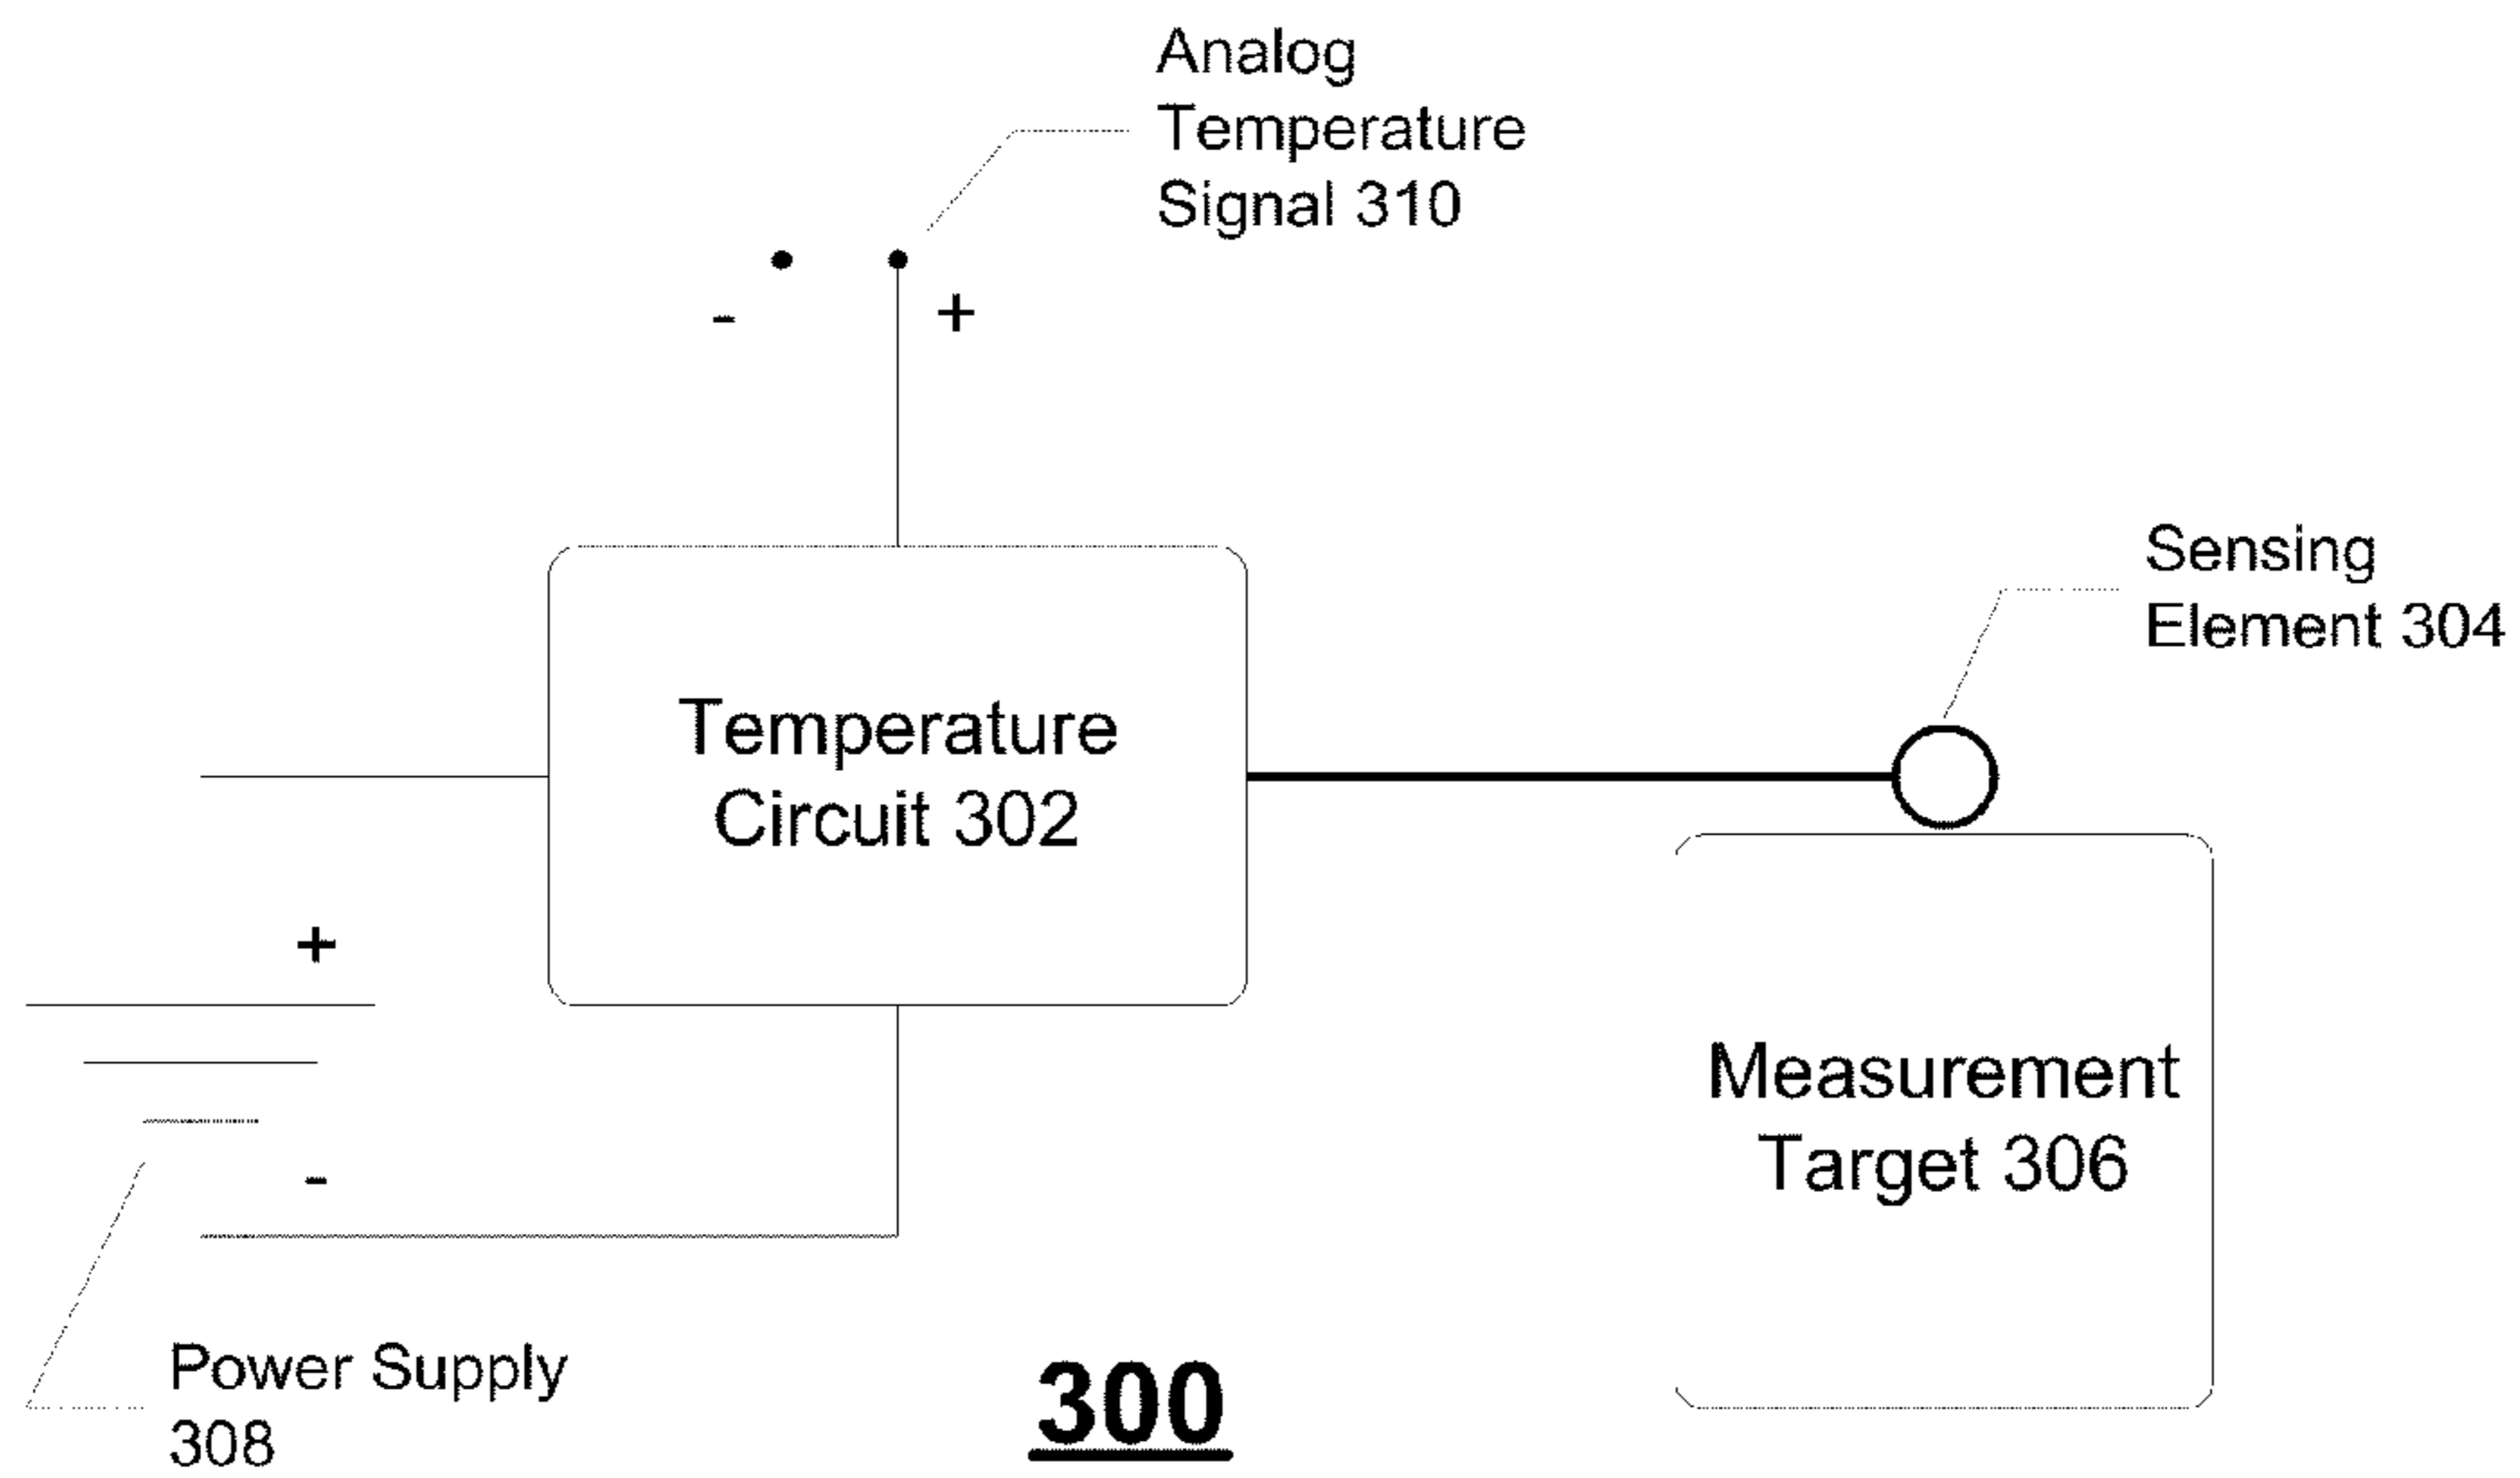 Analog
Temperature
Signal 310
-
+
Sensing
Element 304
Temperature
Circuit 302
+
Measurement
Target 306
-
Power Supply
308
300